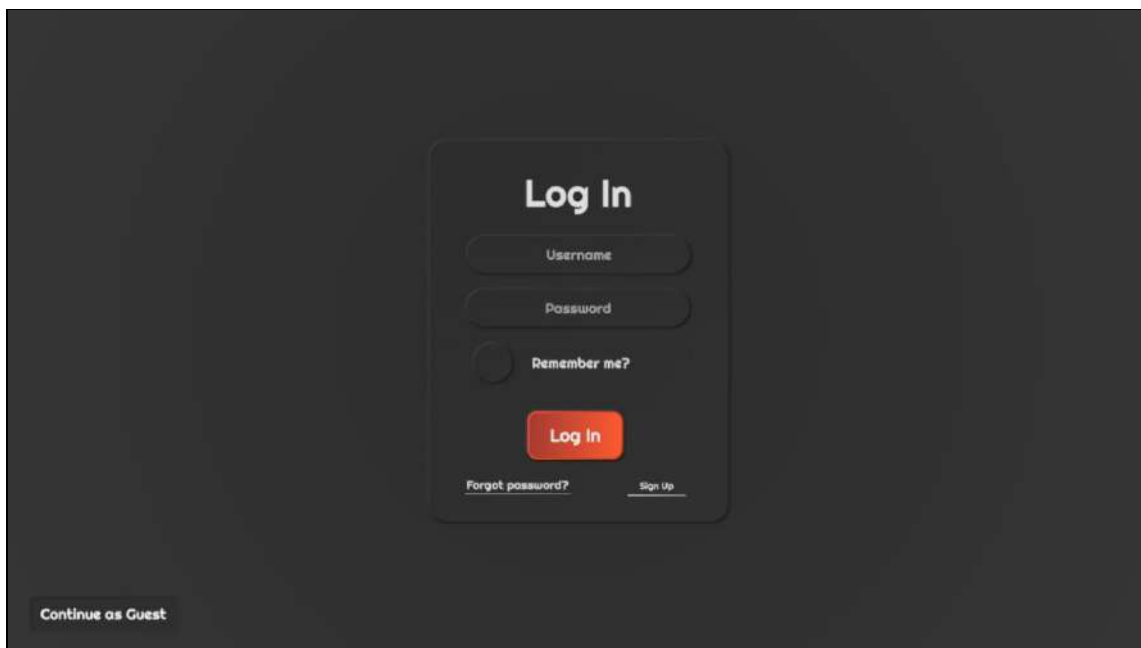 Log In
Username
Password
Remember me?
Log In
Forgot password? Sign Up
Continue as Guest